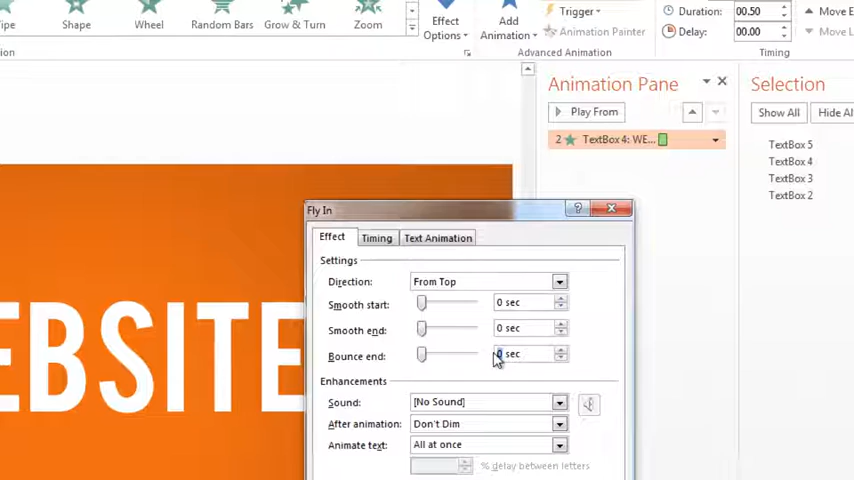 ipe
Shape
Wheel
Random Bars
Grow & Turn
Zoom
Effect
Options
Add
Animation
Trigger
Animation Painter
Advanced Animation
Duration:
00.50
Delay:
00.00
Timing
Move E
Move L
Animation Pane
Selection
Play From
Show All
Hide Al
2
TextBox 4: WE...
TextBox 5
TextBox 4
TextBox 3
TextBox 2
Fly In
Effect
Timing
Text Animation
Settings
Direction:
From Top
Smooth start:
0 sec
Smooth end:
0 sec
Bounce end:
0 sec
Enhancements
Sound:
[No Sound]
After animation:
Don't Dim
Animate text:
All at once
% delay between letters
EBSITE